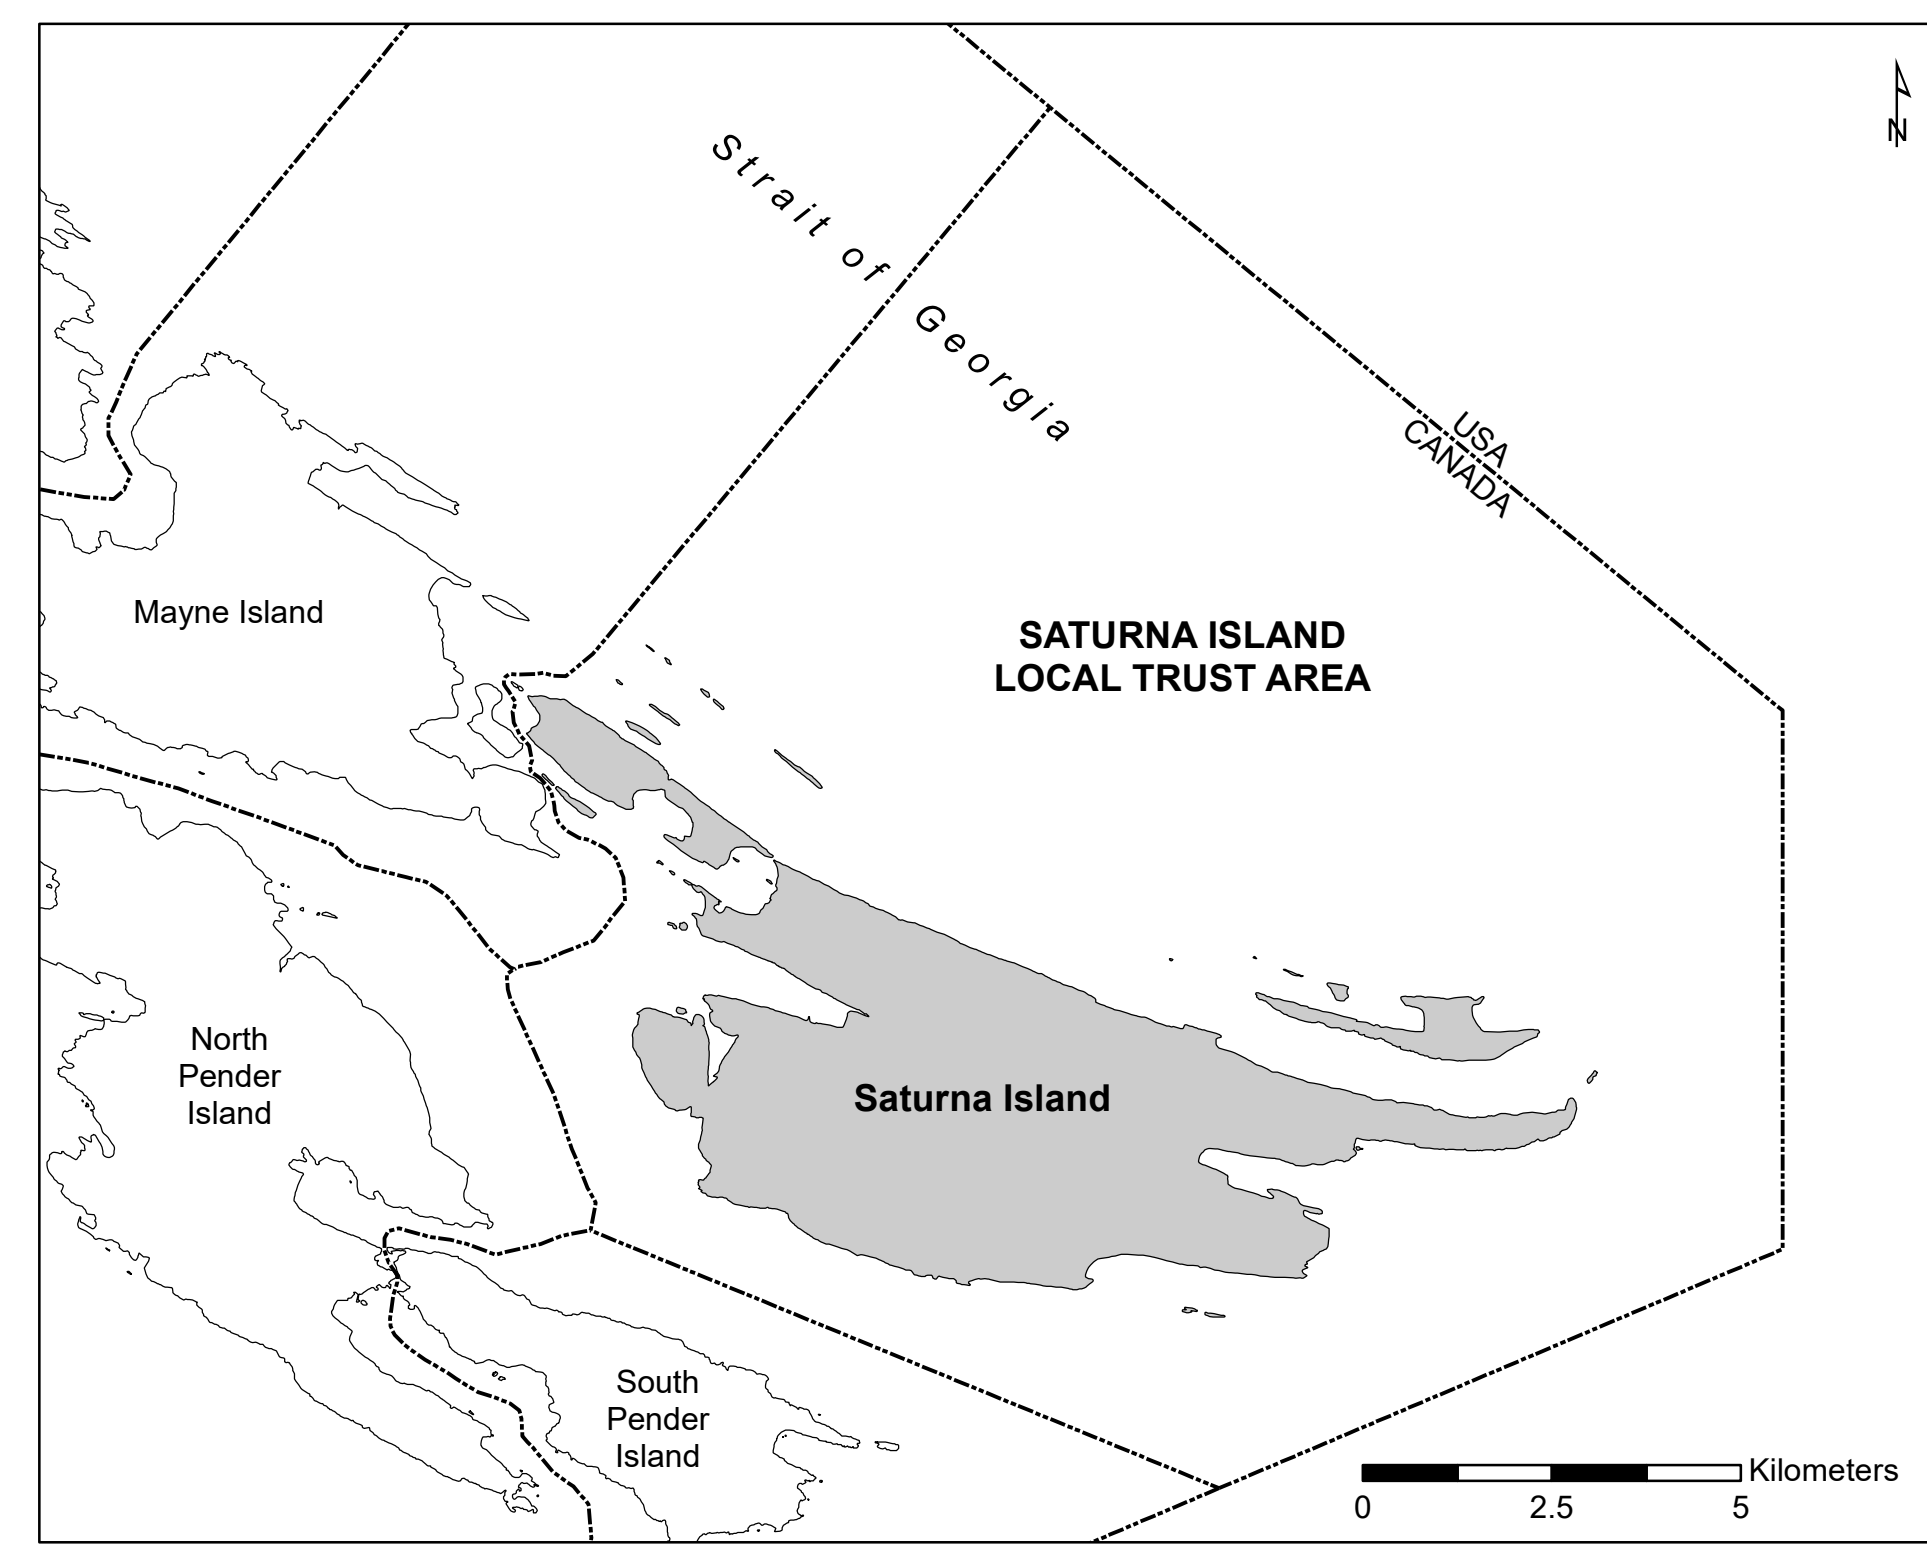 N
Strait of Georgia
USA
CANADA
Mayne Island
SATURNA ISLAND
LOCAL TRUST AREA
North
Pender
Island
Saturna Island
South
Pender
Island
Kilometers
0 2.5 5